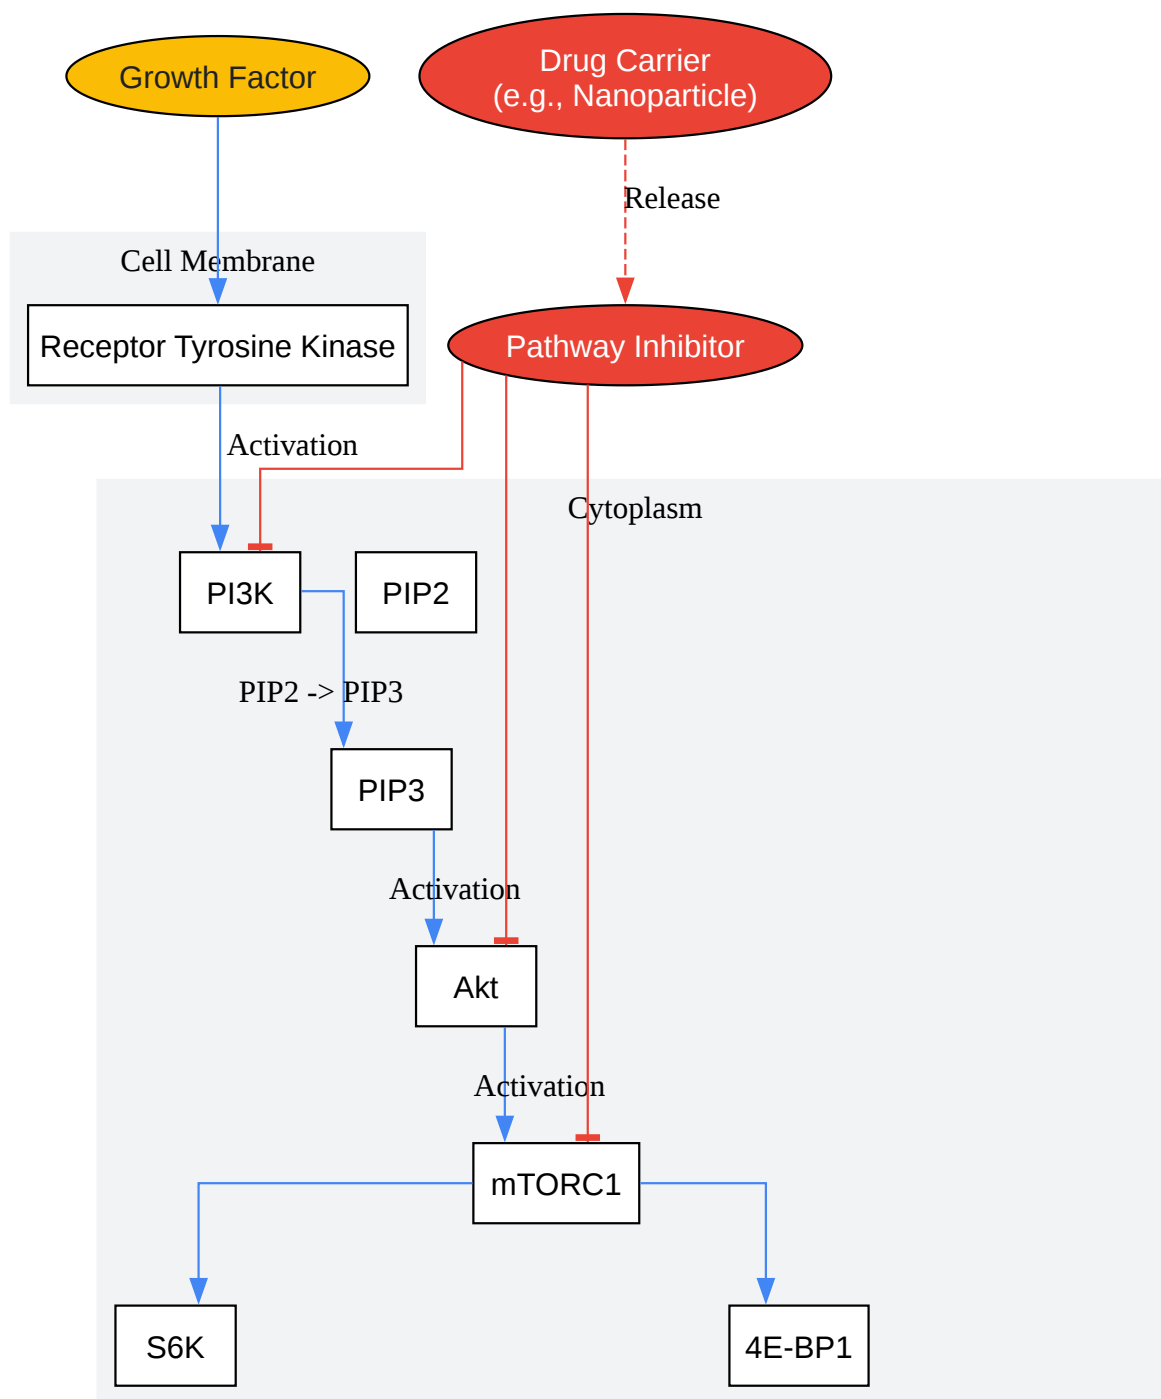 Growth Factor
Drug Carrier
(e.g., Nanoparticle)
Release
Cell Membrane
Receptor Tyrosine Kinase
Pathway Inhibitor
Activation
Cytoplasm
PI3K
PIP2
PIP2 -> PIP3
PIP3
Activation
Akt
Activation
mTORC1
S6K
4E-BP1